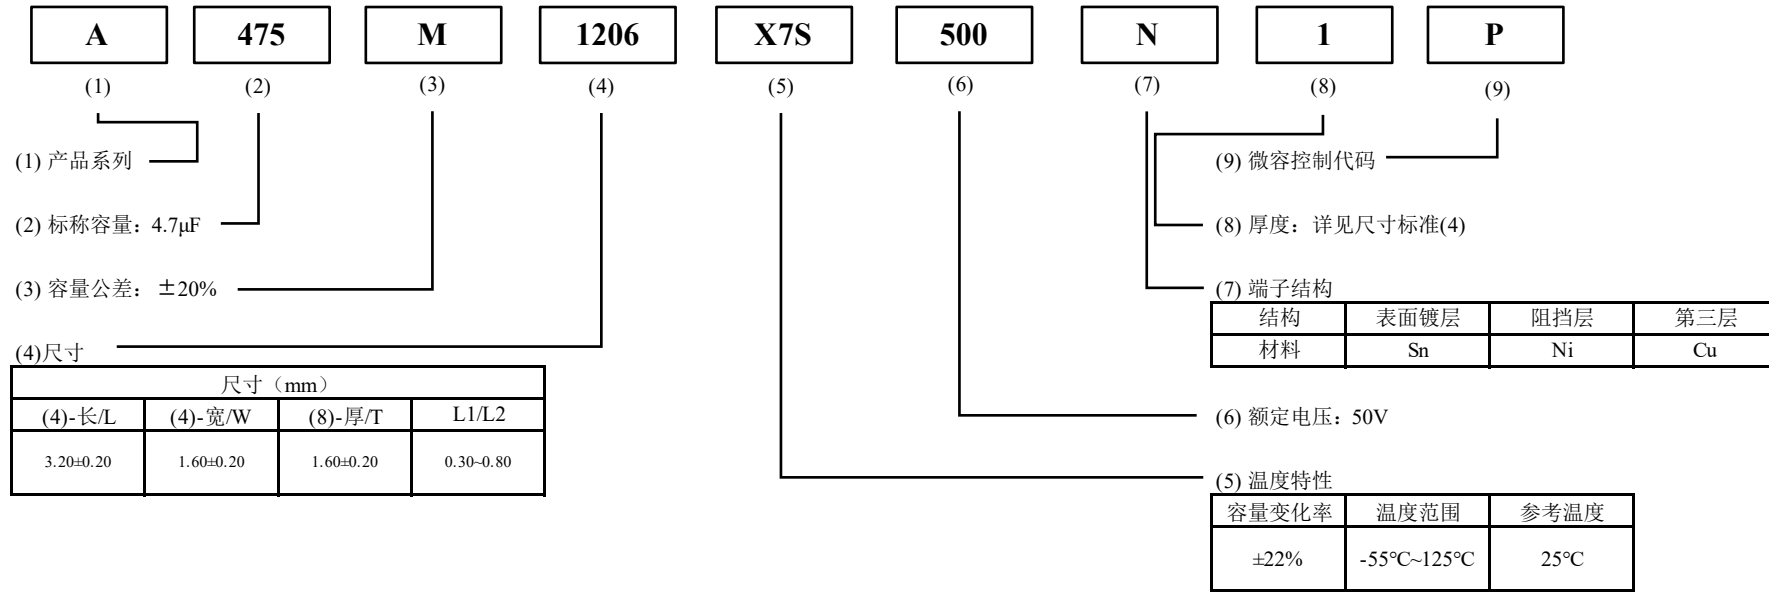 A 475 M 1206 X7S 500 N 1 P
(1) (2) (3) (4) (5) (6) (7) (8) (9)
(1) 产品系列
(2) 标称容量：4.7μF
(3) 容量公差：±20%
(4)尺寸
尺寸（mm）
(4)-长/L (4)-宽/W (8)-厚/T L1/L2
3.20±0.20 1.60±0.20 1.60±0.20 0.30~0.80
(9) 微容控制代码
(8) 厚度：详见尺寸标准(4)
(7) 端子结构
结构 表面镀层 阻挡层 第三层
材料 Sn Ni Cu
(6) 额定电压：50V
(5) 温度特性
容量变化率 温度范围 参考温度
±22% -55℃~125℃ 25℃